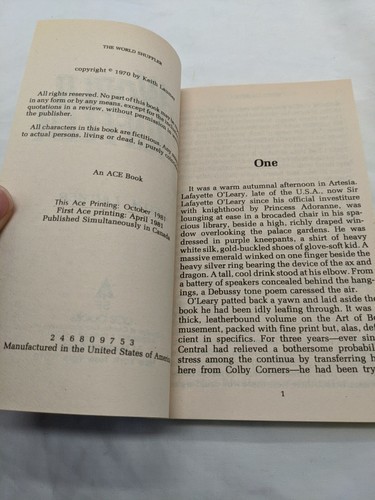 THE WORLD SHUFFLER
copyright © 1970 by Keith Laumer
All rights reserved. No part of this book may be
in any form or by any means, except for the inclusion
quotations in a review, without permission in
the publisher.
All characters in this book are fictitious. Any
to actual persons, living or dead, is purely
An ACE Book
This Ace Printing: October 1981
First Ace printing: April 1981
Published Simultaneously in Canada
2 4 6 8 0 9 7 5 3
Manufactured in the United States of America
One
It was a warm autumnal afternoon in Artesia.
Lafayette O'Leary, late of the U.S.A., now Sir
Lafayette O'Leary since his official investiture
with knighthood by Princess Adoranne, was
lounging at ease in a brocaded chair in his spa-
cious library, beside a high, richly draped win-
dow overlooking the palace gardens. He was
dressed in purple kneepants, a shirt of heavy
white silk, gold-buckled shoes of glove-soft kid. A
massive emerald winked on one finger beside the
heavy silver ring bearing the device of the ax and
dragon. A tall, cool drink stood at his elbow. From
a battery of speakers concealed behind the hang-
ings, a Debussy tone poem caressed the air.
O'Leary patted back a yawn and laid aside the
book he had been idly leafing through. It was
thick, leatherbound volume on the Art of Be
musement, packed with fine print but, alas, def
cient in specifics. For three years—ever sin
Central had relieved a bothersome probabil
stress among the continua by transferring h
here from Colby Corners—he had been try
1